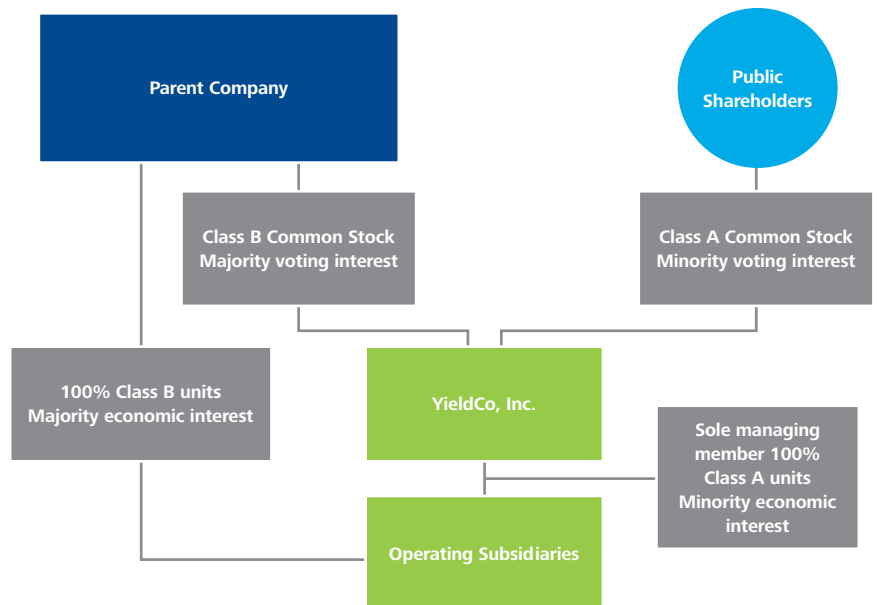 Parent Company
Public
Shareholders
Class B Common Stock
Majority voting interest
Class A Common Stock
Minority voting interest
100% Class B units
Majority economic interest
YieldCo, Inc.
Sole managing
member 100%
Class A units
Minority economic
interest
Operating Subsidiaries